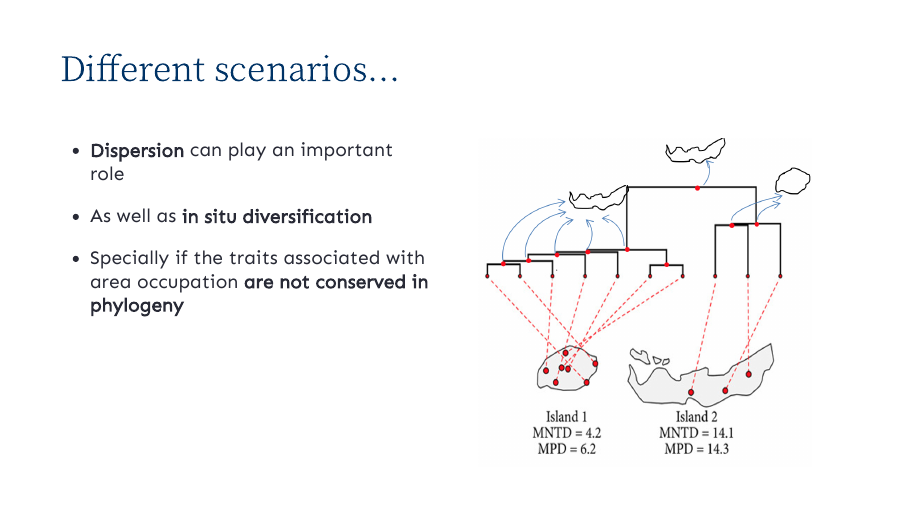 Different scenarios...
• Dispersion can play an important
role
• As well as in situ diversification
• Specially if the traits associated with
area occupation are not conserved in
phylogeny
Island 1
MNTD = 4.2
MPD = 6.2
Island 2
MNTD = 14.1
MPD = 14.3